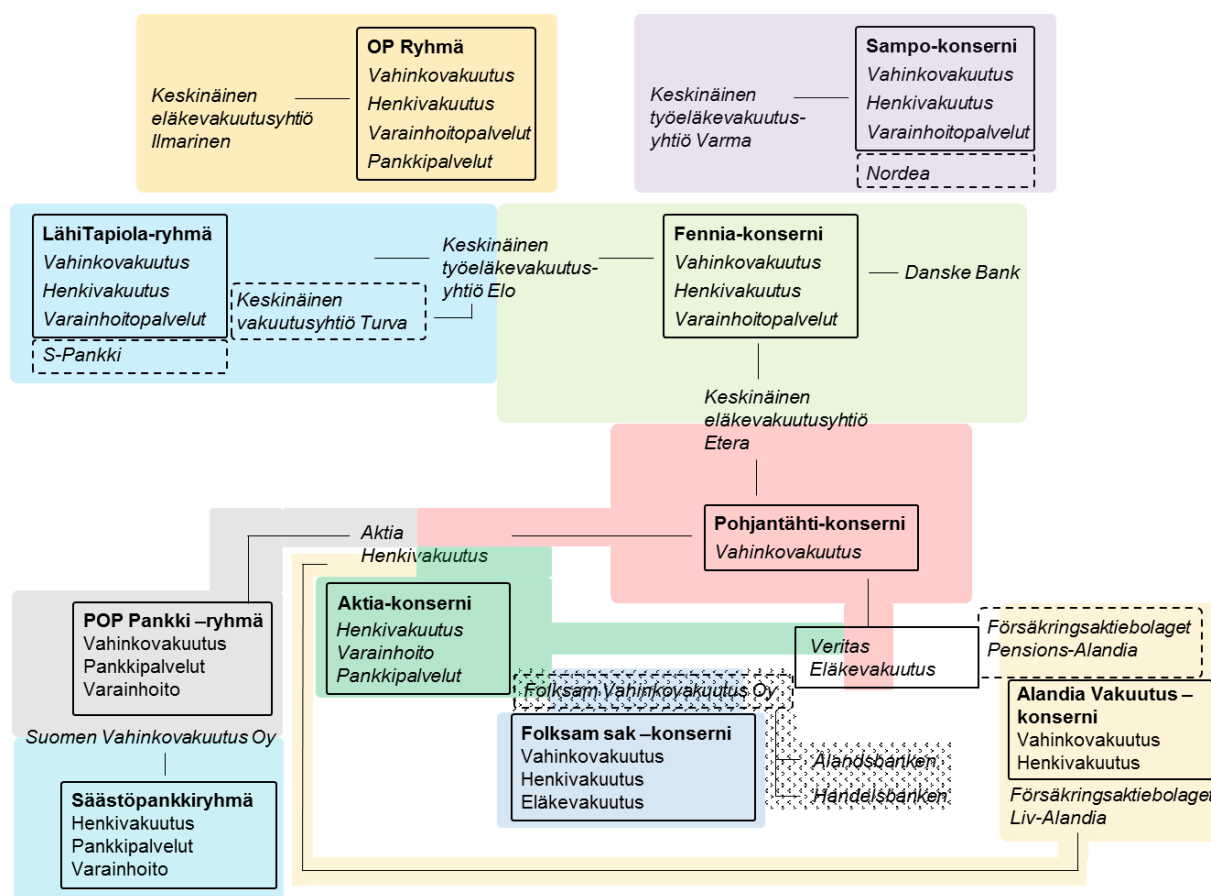 OP Ryhmä
Vahinkovakuutus
Henkivakuutus
Varainhoitopalvelut
Pankkipalvelut
Keskinäinen
eläkevakuutusyhtiö
Ilmarinen
Sampo-konserni
Vahinkovakuutus
Henkivakuutus
Varainhoitopalvelut
Nordea
Keskinäinen
työeläkevakuutus-
yhtiö Varma
LähiTapiola-ryhmä
Vahinkovakuutus
Henkivakuutus
Varainhoitopalvelut
S-Pankki
Keskinäinen
vakuutusyhtiö Turva
Keskinäinen
työeläkevakuutus-
yhtiö Elo
Fennia-konserni
Vahinkovakuutus
Henkivakuutus
Varainhoitopalvelut
Danske Bank
Keskinäinen
eläkevakuutusyhtiö
Etera
Pohjantähti-konserni
Vahinkovakuutus
Aktia
Henkivakuutus
Aktia-konserni
Henkivakuutus
Varainhoito
Pankkipalvelut
POP Pankki –ryhmä
Vahinkovakuutus
Pankkipalvelut
Varainhoito
Suomen Vahinkovakuutus Oy
Säästöpankkiryhmä
Henkivakuutus
Pankkipalvelut
Varainhoito
Veritas
Eläkevakuutus
Folksam Vahinkovakuutus Oy
Folksam sak –konserni
Vahinkovakuutus
Henkivakuutus
Eläkevakuutus
Ålandsbanken
Handelsbanken
Försäkringsaktiebolaget
Pensions-Alandia
Alandia Vakuutus –
konserni
Vahinkovakuutus
Henkivakuutus
Försäkringsaktiebolaget
Liv-Alandia